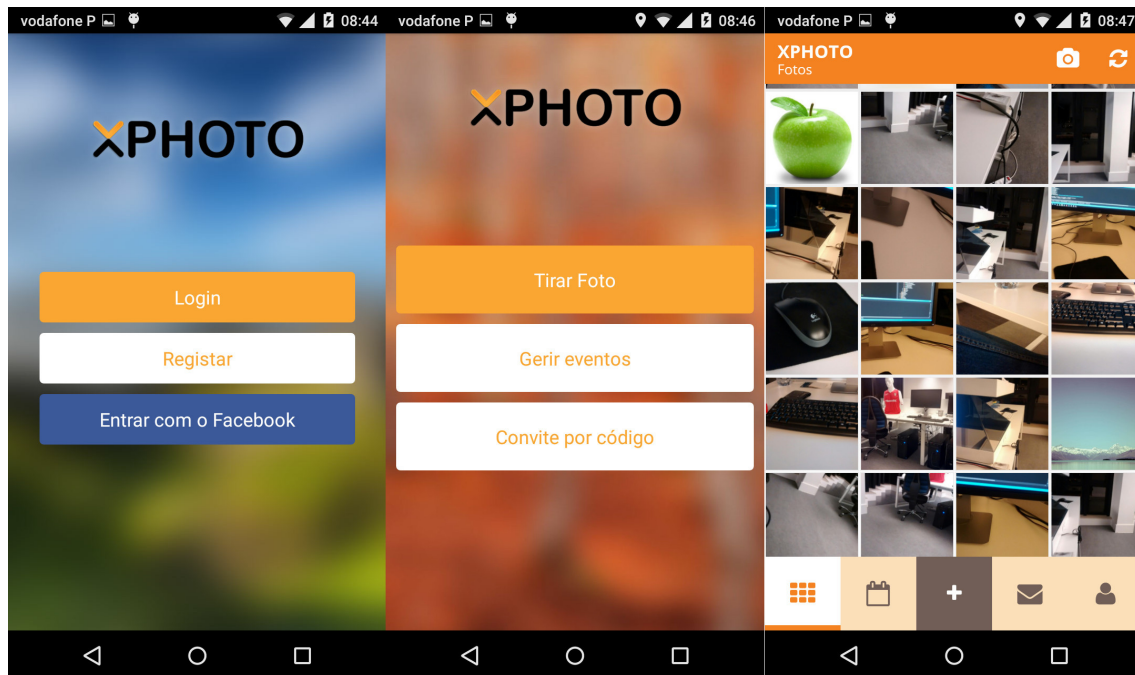 vodafone P 08:44
XPHOTO
Login
Registar
Entrar com o Facebook
vodafone P 08:46
XPHOTO
Tirar Foto
Gerir eventos
Convite por código
vodafone P 08:47
XPHOTO
Fotos